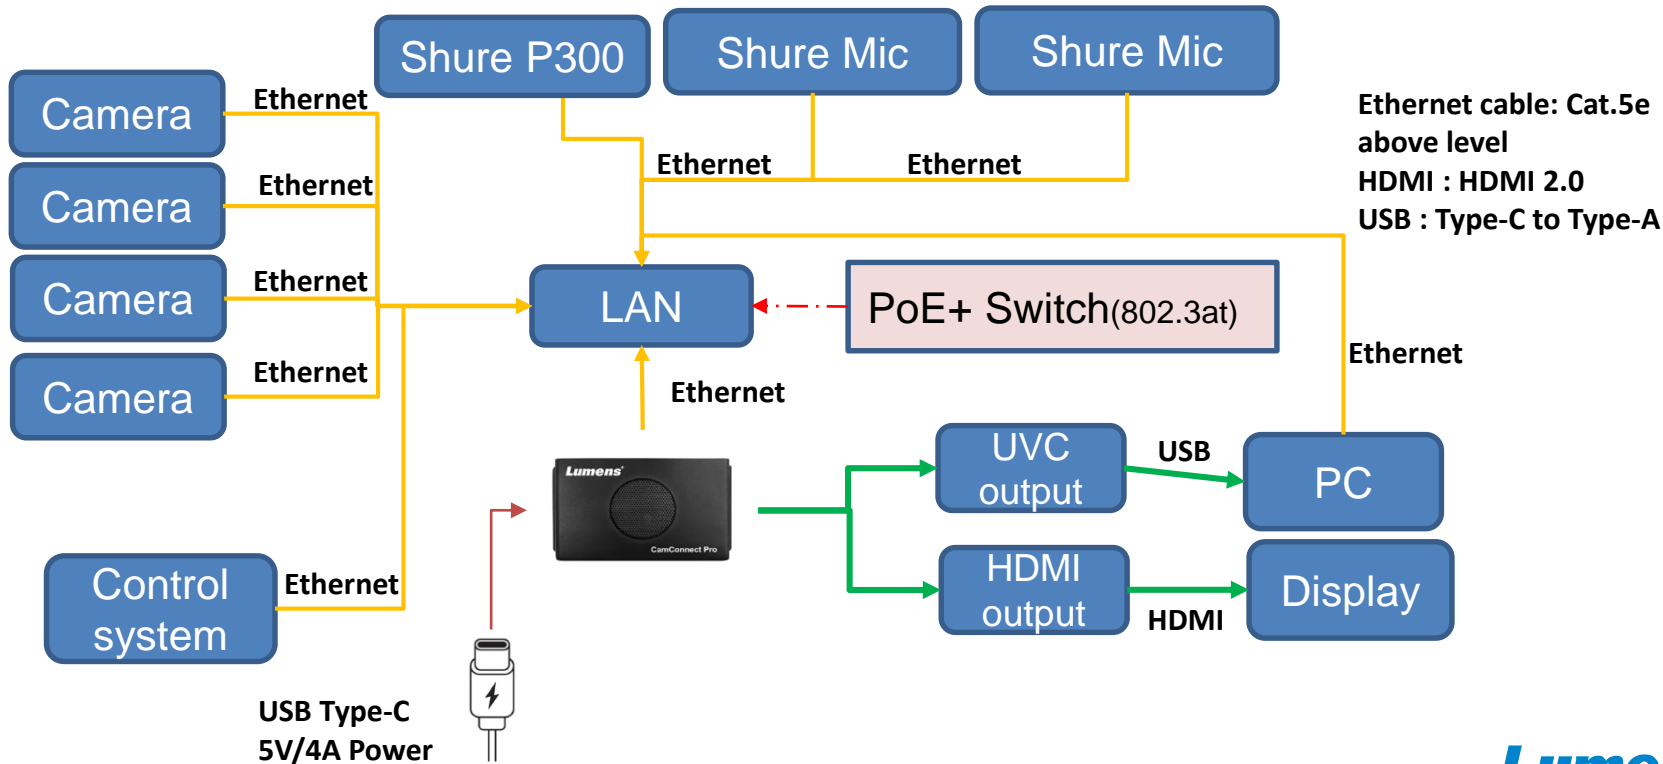 Shure P300
Shure Mic
Shure Mic
Camera
Ethernet
Camera
Ethernet
Camera
Ethernet
Camera
Ethernet
Ethernet
Ethernet
Ethernet cable: Cat.5e
above level
HDMI : HDMI 2.0
USB : Type-C to Type-A
LAN
PoE+ Switch(802.3at)
Ethernet
Ethernet
Lumens
CamConnect Pro
UVC
output
USB
PC
HDMI
output
HDMI
Display
Control
system
Ethernet
USB Type-C
5V/4A Power